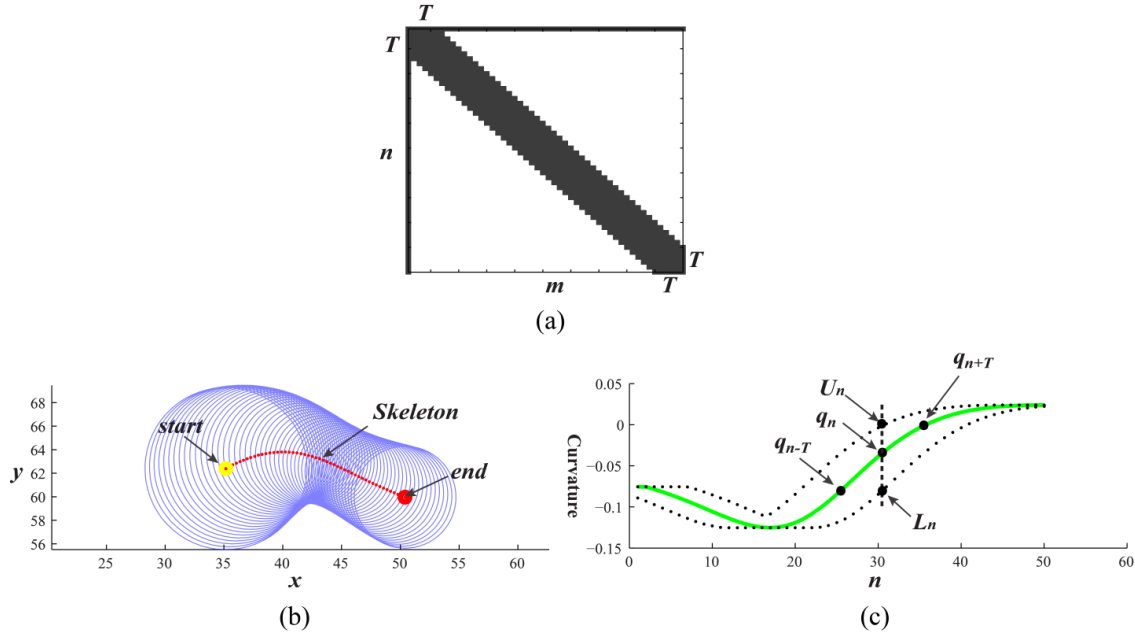 T
T
n
T
T
m
(a)
68
66
64
62
60
58
56
y
start
Skeleton
end
25 30 35 40 45 50 55 60
x
(b)
0.05
0
−0.05
−0.1
−0.15
Curvature
Uₙ
qₙ
qₙ₊T
qₙ₋T
Lₙ
0 10 20 30 40 50 60
n
(c)